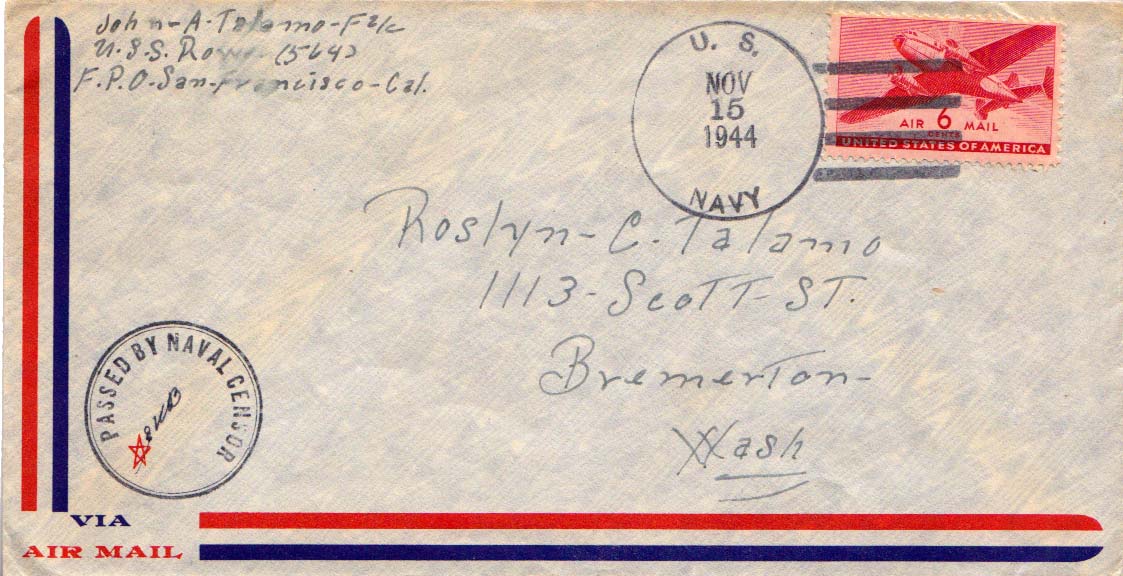 John-A-Talamo-F2/c
U.S.S. Rowe (564)
F.P.O-San-Francisco-Cal.
U. S.
NOV
15
1944
NAVY
AIR 6 MAIL
CENTS
UNITED STATES OF AMERICA
Roslyn-C. Talamo
1113-Scott-ST.
Bremerton-
Wash
PASSED BY NAVAL CENSOR
VIA
AIR MAIL